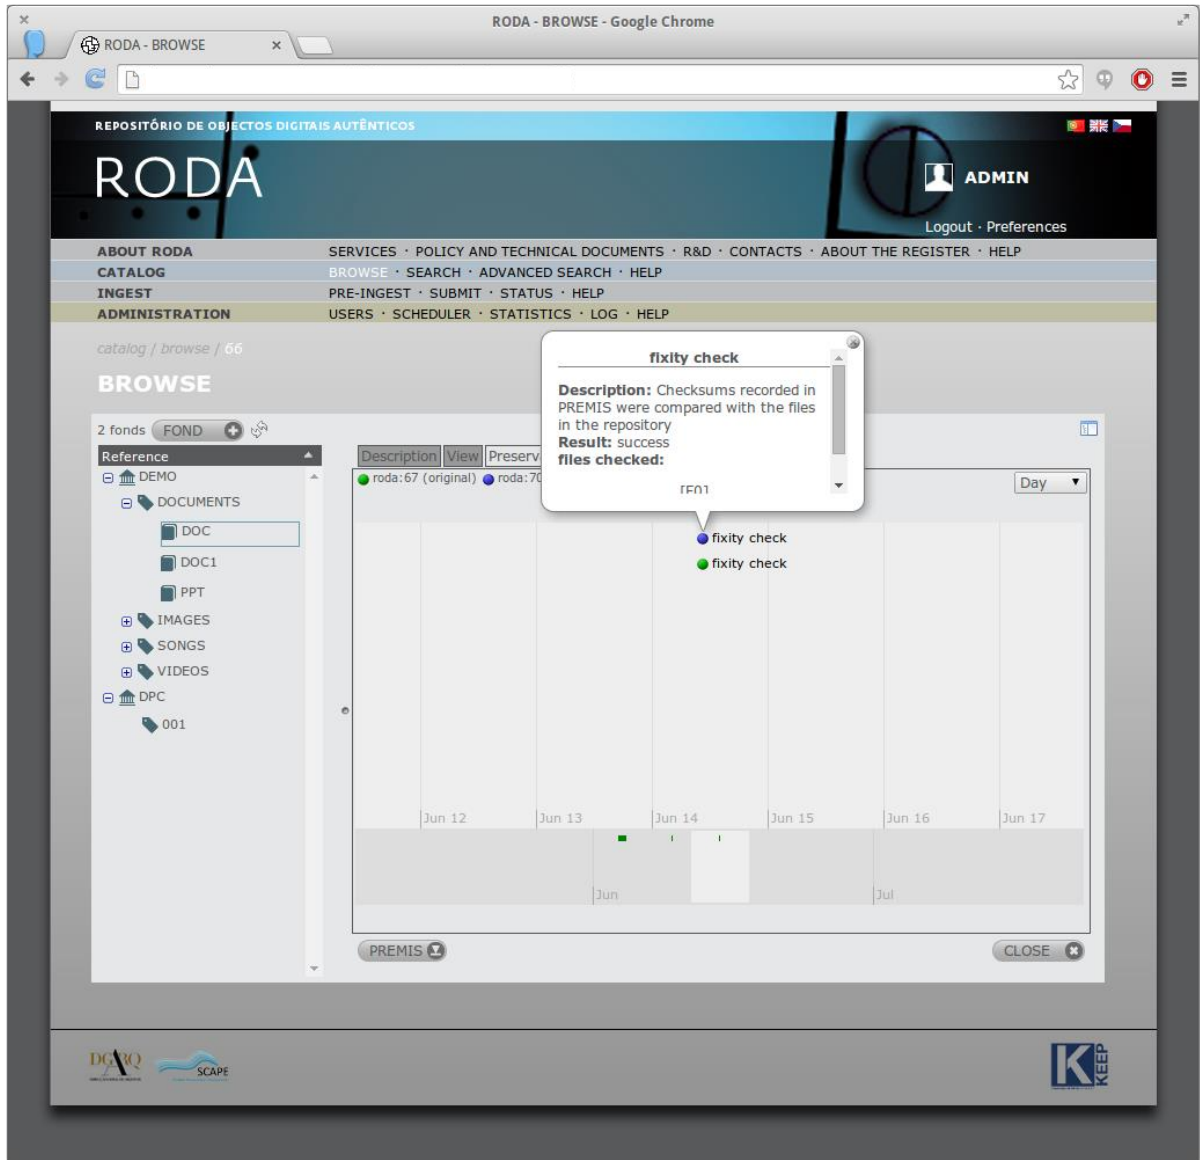 RODA - BROWSE - Google Chrome
RODA - BROWSE
REPOSITÓRIO DE OBJECTOS DIGITAIS AUTÊNTICOS
RODA
ADMIN
Logout · Preferences
ABOUT RODA SERVICES · POLICY AND TECHNICAL DOCUMENTS · R&D · CONTACTS · ABOUT THE REGISTER · HELP
CATALOG BROWSE · SEARCH · ADVANCED SEARCH · HELP
INGEST PRE-INGEST · SUBMIT · STATUS · HELP
ADMINISTRATION USERS · SCHEDULER · STATISTICS · LOG · HELP
catalog / browse / 66
BROWSE
fixity check
Description: Checksums recorded in
PREMIS were compared with the files
in the repository
Result: success
files checked:
[F0]
2 fonds FOND
Reference
DEMO
DOCUMENTS
DOC
DOC1
PPT
IMAGES
SONGS
VIDEOS
DPC
001
Description View Preserv
roda:67 (original) roda:70
Day
fixity check
fixity check
Jun 12 Jun 13 Jun 14 Jun 15 Jun 16 Jun 17
Jun Jul
PREMIS CLOSE
SCAPE
KEEP